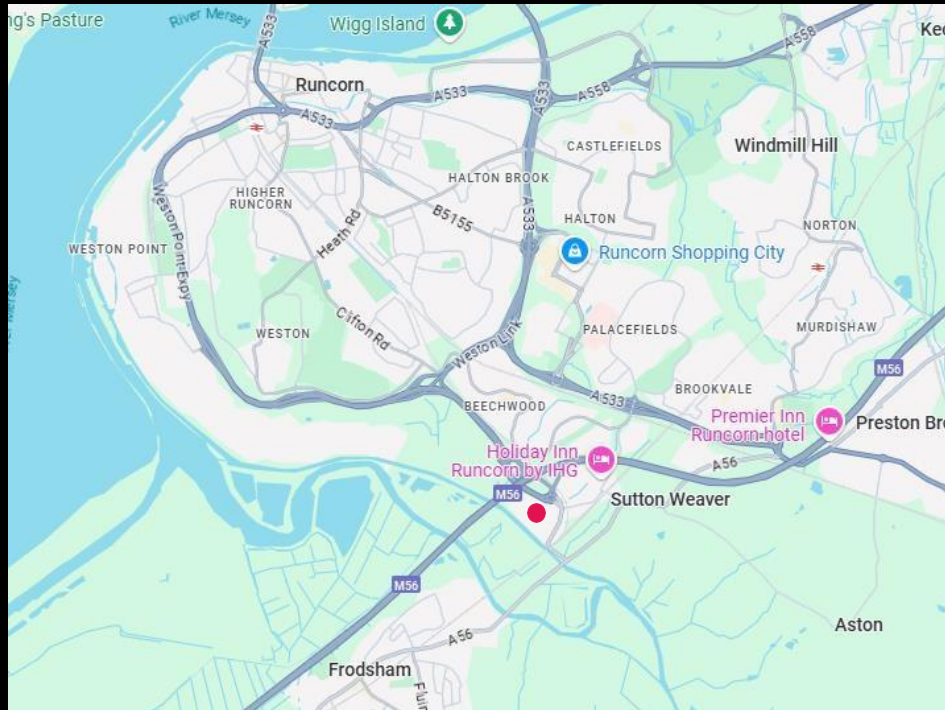 ng's Pasture
River Mersey
Wigg Island
A533
A533
A558
Runcorn
A533
A533
A558
A533
CASTLEFIELDS
Windmill Hill
HALTON BROOK
HIGHER
RUNCORN
Weston Point Expy
Heath Rd
B5155
A533
HALTON
NORTON
WESTON POINT
Runcorn Shopping City
WESTON
Clifton Rd
Weston Link
PALACEFIELDS
MURDISHAW
M56
BEECHWOOD
A533
BROOKVALE
Premier Inn
Runcorn hotel
Preston Bro
Holiday Inn
Runcorn by IHG
A56
M56
Sutton Weaver
M56
Aston
A56
Frodsham